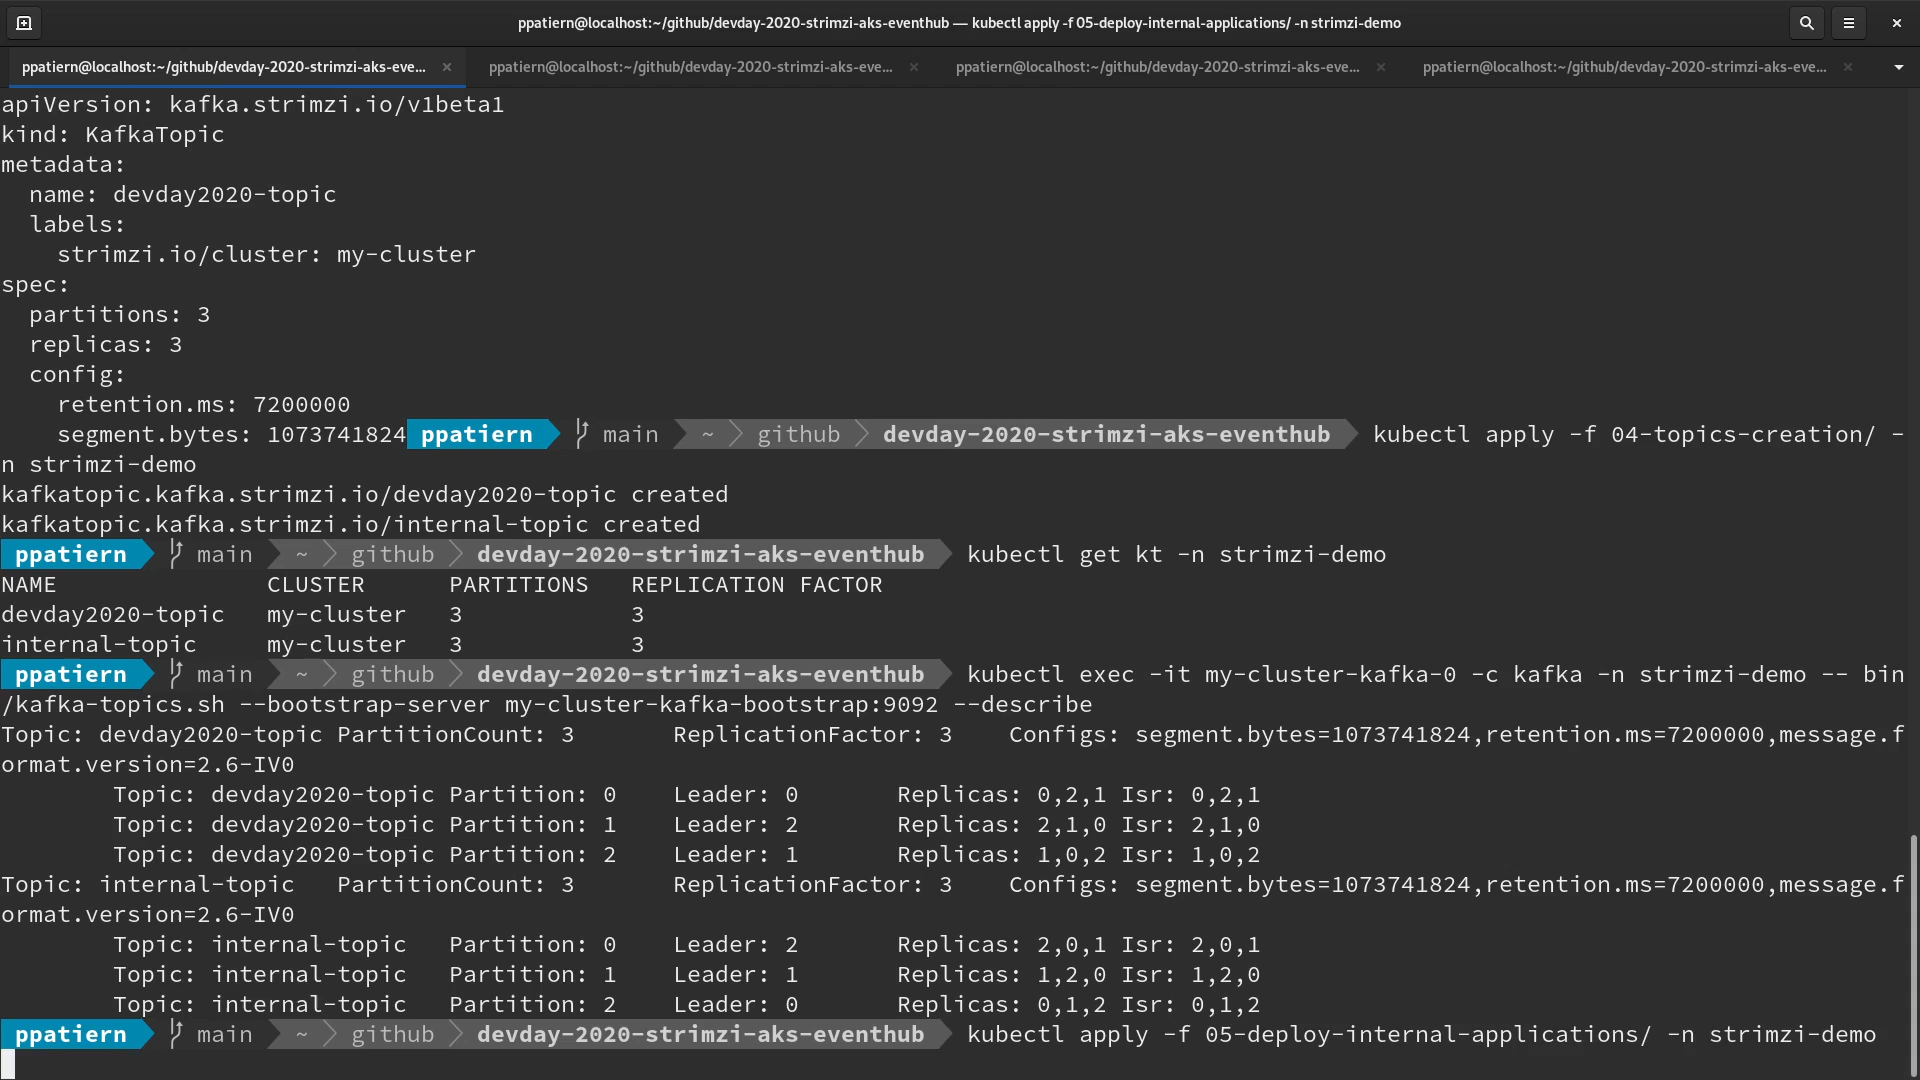 ppatiern@localhost:~/github/devday-2020-strimzi-aks-eventhub — kubectl apply -f 05-deploy-internal-applications/ -n strimzi-demo
ppatiern@localhost:~/github/devday-2020-strimzi-aks-eve... ppatiern@localhost:~/github/devday-2020-strimzi-aks-eve... ppatiern@localhost:~/github/devday-2020-strimzi-aks-eve... ppatiern@localhost:~/github/devday-2020-strimzi-aks-eve...
apiVersion: kafka.strimzi.io/v1beta1
kind: KafkaTopic
metadata:
  name: devday2020-topic
  labels:
    strimzi.io/cluster: my-cluster
spec:
  partitions: 3
  replicas: 3
  config:
    retention.ms: 7200000
    segment.bytes: 1073741824 ppatiern main ~ github devday-2020-strimzi-aks-eventhub kubectl apply -f 04-topics-creation/ -
n strimzi-demo
kafkatopic.kafka.strimzi.io/devday2020-topic created
kafkatopic.kafka.strimzi.io/internal-topic created
ppatiern main ~ github devday-2020-strimzi-aks-eventhub kubectl get kt -n strimzi-demo
NAME               CLUSTER      PARTITIONS   REPLICATION FACTOR
devday2020-topic   my-cluster   3            3
internal-topic     my-cluster   3            3
ppatiern main ~ github devday-2020-strimzi-aks-eventhub kubectl exec -it my-cluster-kafka-0 -c kafka -n strimzi-demo -- bin
/kafka-topics.sh --bootstrap-server my-cluster-kafka-bootstrap:9092 --describe
Topic: devday2020-topic PartitionCount: 3       ReplicationFactor: 3    Configs: segment.bytes=1073741824,retention.ms=7200000,message.f
ormat.version=2.6-IV0
        Topic: devday2020-topic Partition: 0    Leader: 0       Replicas: 0,2,1 Isr: 0,2,1
        Topic: devday2020-topic Partition: 1    Leader: 2       Replicas: 2,1,0 Isr: 2,1,0
        Topic: devday2020-topic Partition: 2    Leader: 1       Replicas: 1,0,2 Isr: 1,0,2
Topic: internal-topic   PartitionCount: 3       ReplicationFactor: 3    Configs: segment.bytes=1073741824,retention.ms=7200000,message.f
ormat.version=2.6-IV0
        Topic: internal-topic   Partition: 0    Leader: 2       Replicas: 2,0,1 Isr: 2,0,1
        Topic: internal-topic   Partition: 1    Leader: 1       Replicas: 1,2,0 Isr: 1,2,0
        Topic: internal-topic   Partition: 2    Leader: 0       Replicas: 0,1,2 Isr: 0,1,2
ppatiern main ~ github devday-2020-strimzi-aks-eventhub kubectl apply -f 05-deploy-internal-applications/ -n strimzi-demo